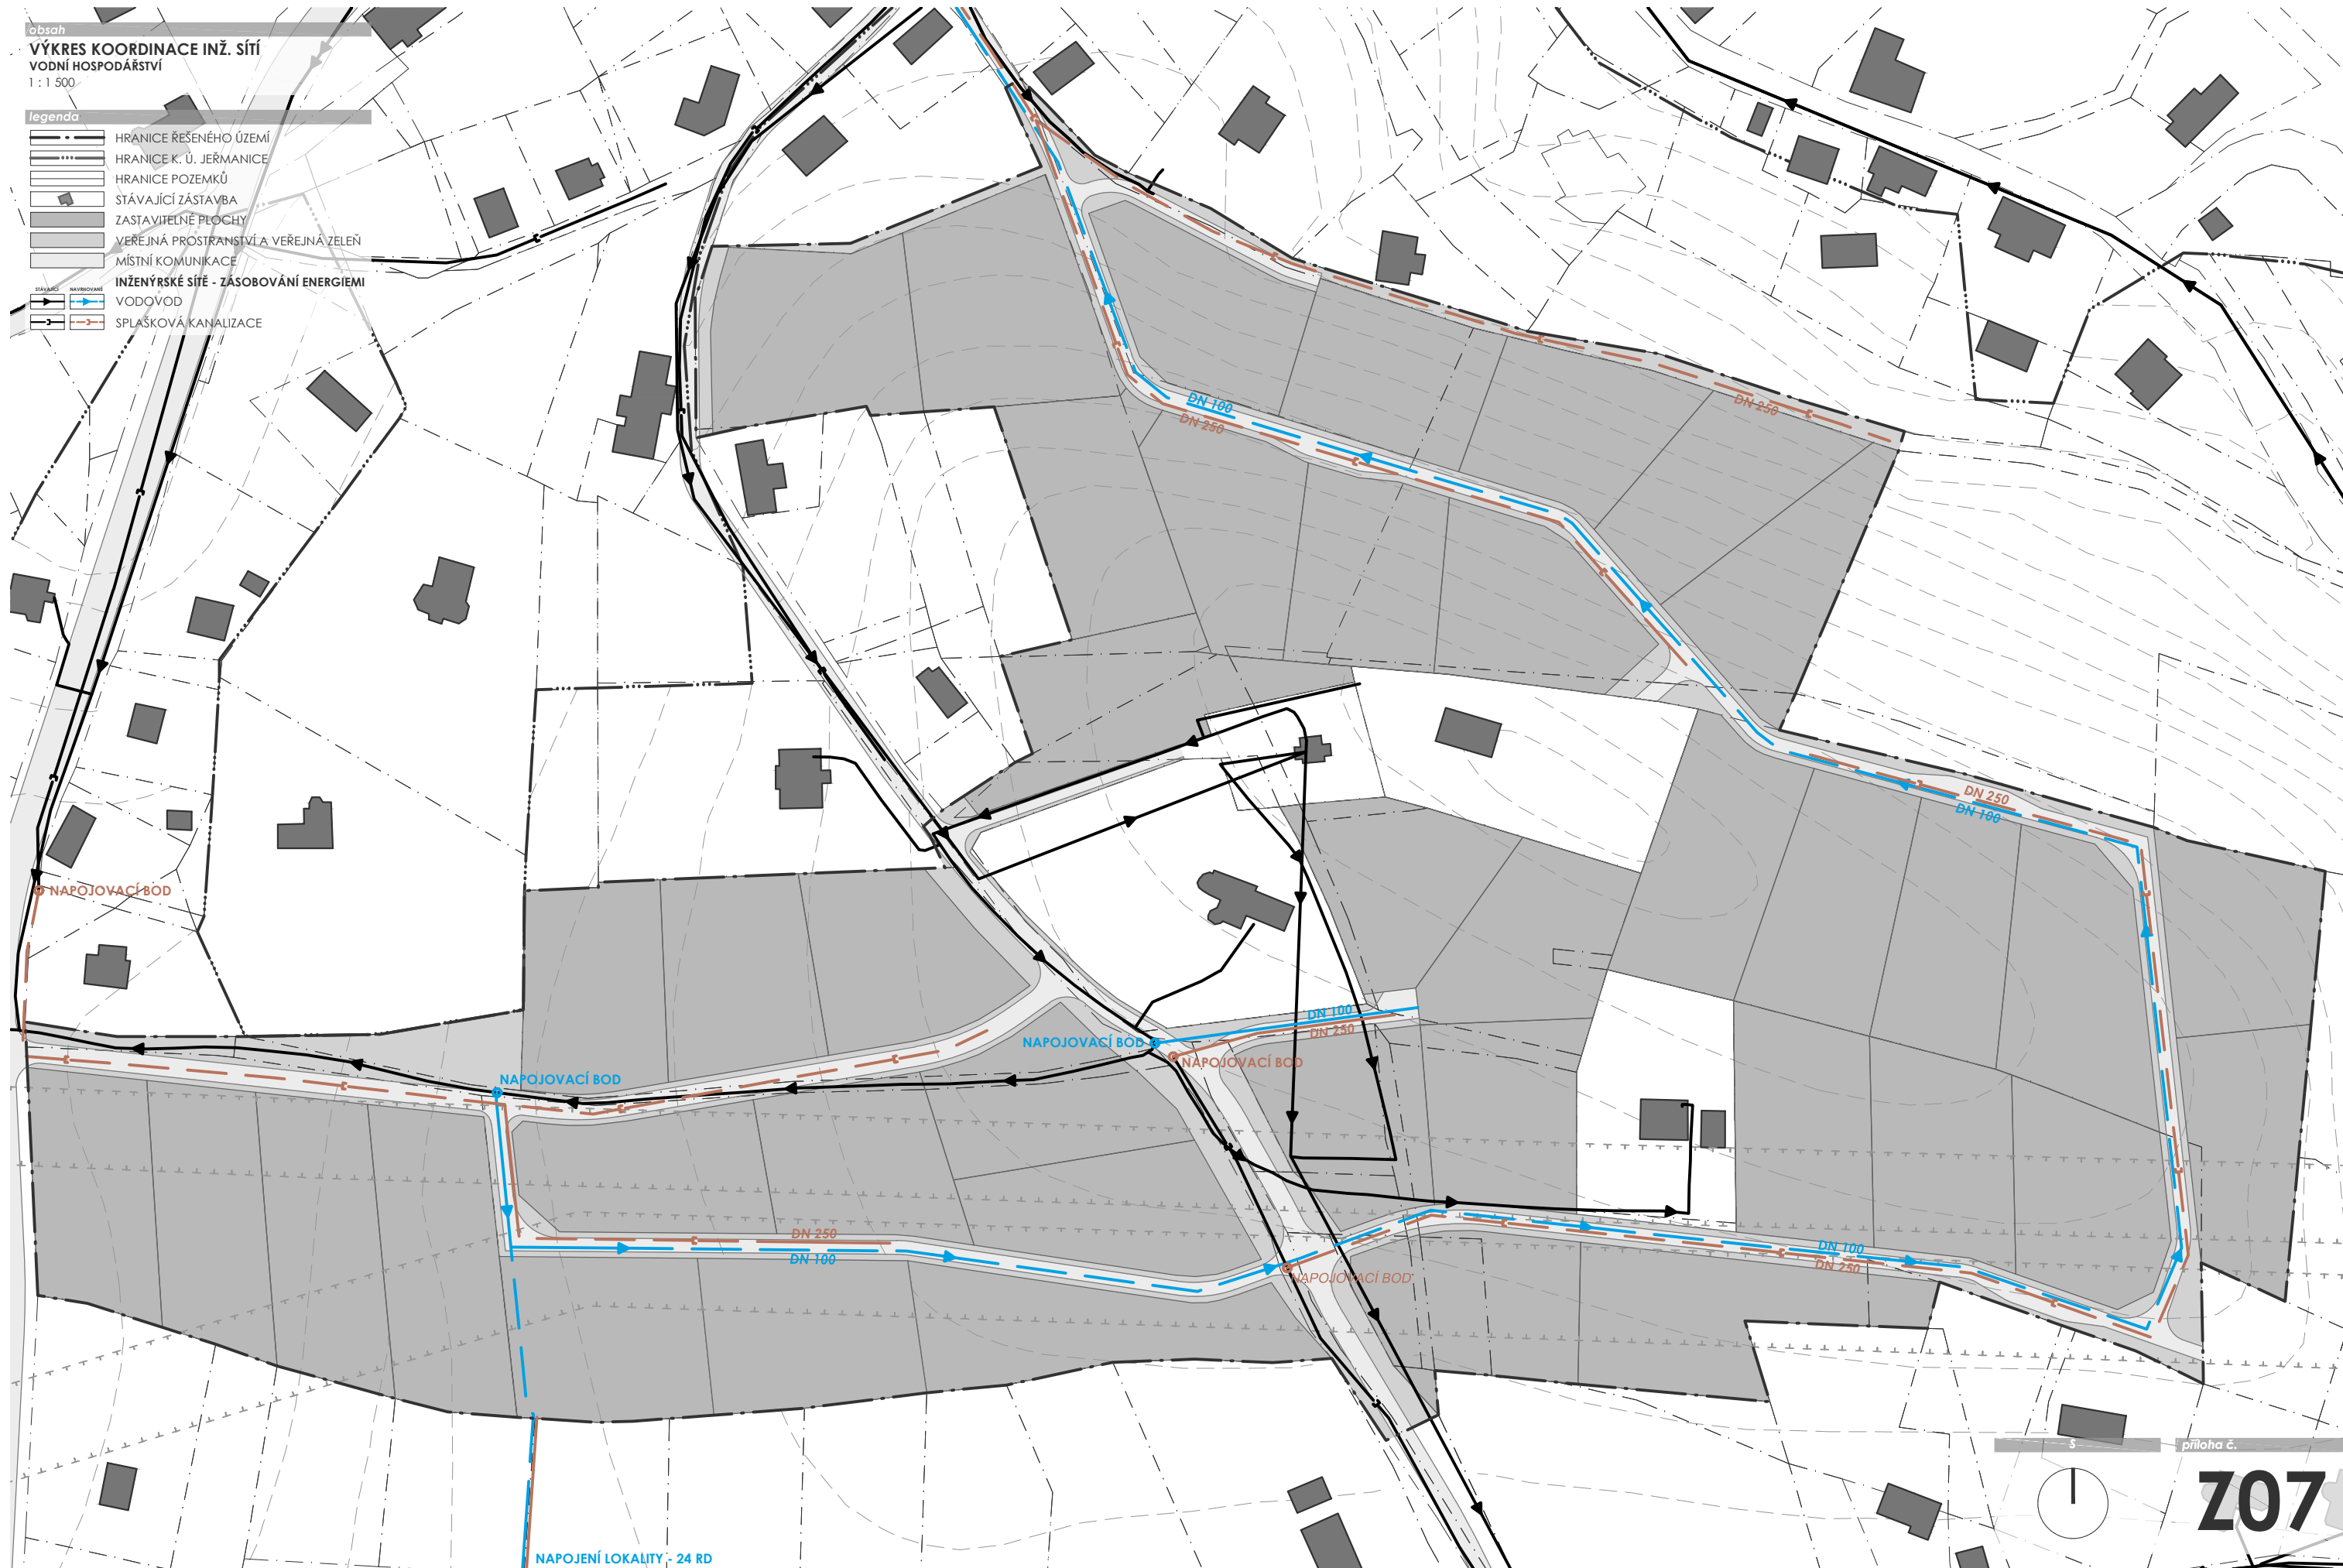 obsah
VÝKRES KOORDINACE INŽ. SÍTÍ
VODNÍ HOSPODÁŘSTVÍ
1 : 1 500
legenda
HRANICE ŘEŠENÉHO ÚZEMÍ
HRANICE K. Ú. JEŘMANICE
HRANICE POZEMKŮ
STÁVAJÍCÍ ZÁSTAVBA
ZASTAVITELNÉ PLOCHY
VEŘEJNÁ PROSTRANSTVÍ A VEŘEJNÁ ZELEŇ
MÍSTNÍ KOMUNIKACE
INŽENÝRSKÉ SÍTĚ - ZÁSOBOVÁNÍ ENERGIEMI
STÁVAJÍCÍ NAVRHOVANÉ
VODOVOD
SPLAŠKOVÁ KANALIZACE
DN 100
DN 250
DN 250
DN 250
DN 100
NAPOJOVACÍ BOD
DN 100
DN 250
NAPOJOVACÍ BOD
NAPOJOVACÍ BOD
NAPOJOVACÍ BOD
DN 250
DN 100
DN 100
DN 250
NAPOJOVACÍ BOD
S
příloha č.
Z07
NAPOJENÍ LOKALITY - 24 RD